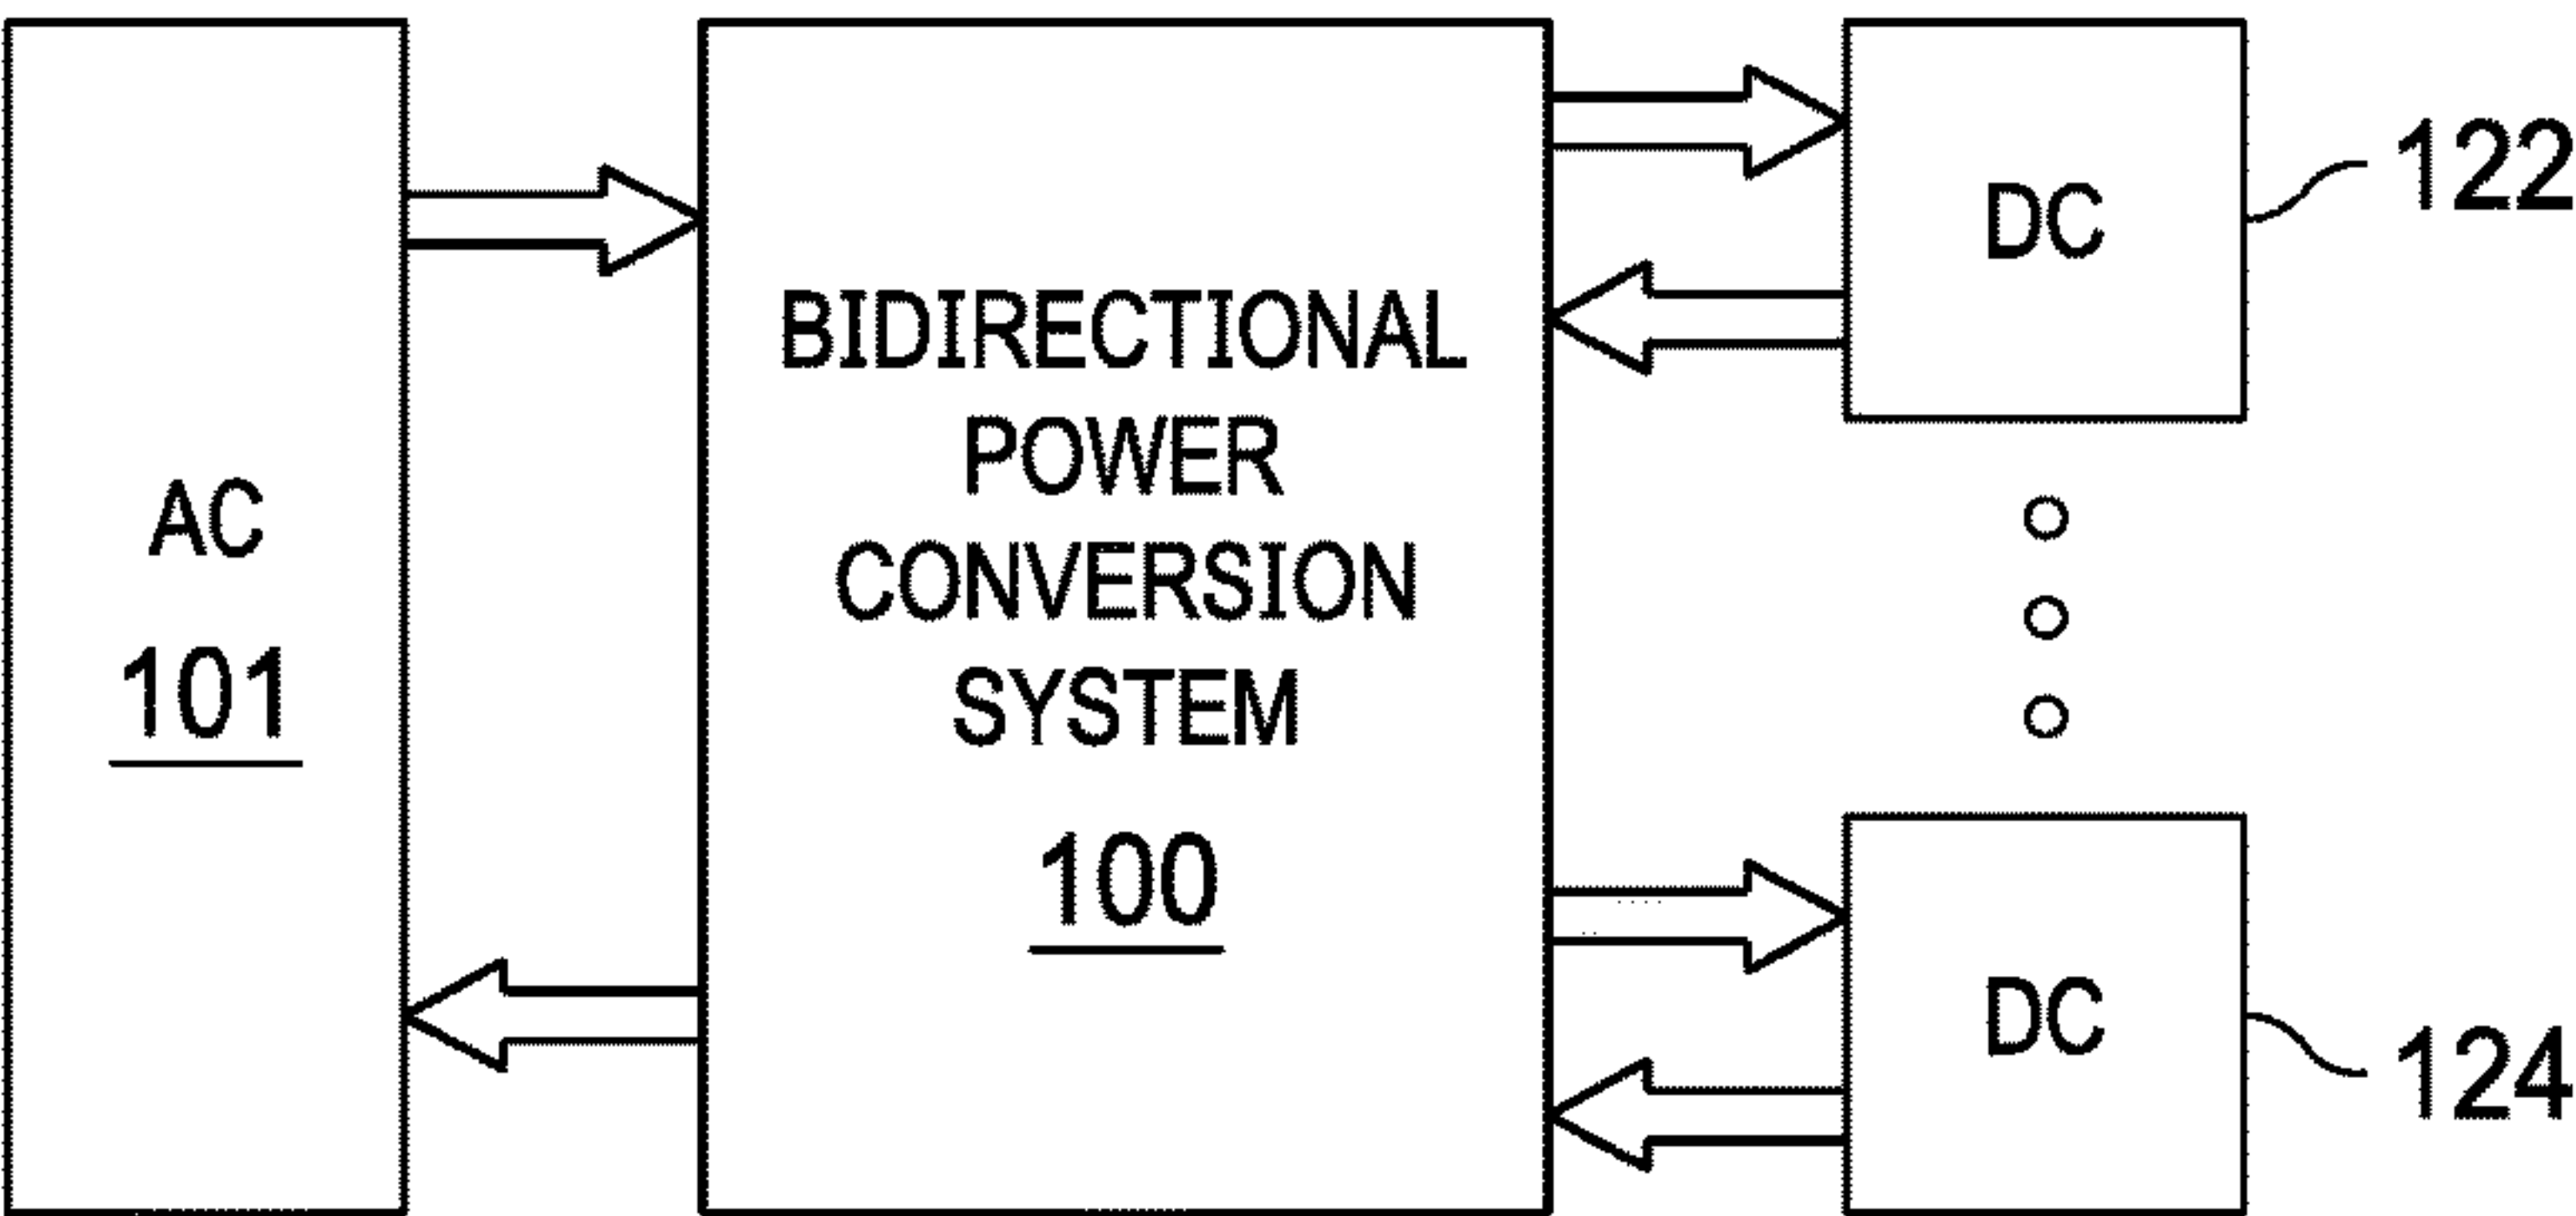 AC
101
BIDIRECTIONAL
POWER
CONVERSION
SYSTEM
100
DC
122
DC
124